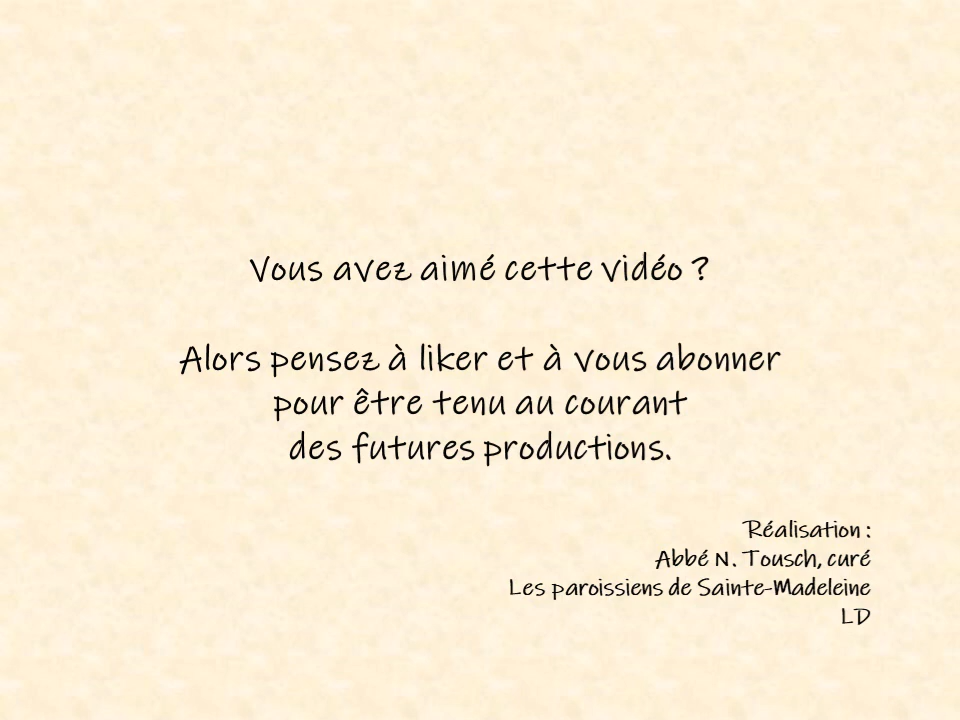 Vous avez aimé cette vidéo ?
Alors pensez à liker et à vous abonner
pour être tenu au courant
des futures productions.
Réalisation :
Abbé N. Tousch, curé
Les paroissiens de Sainte-Madeleine
LD